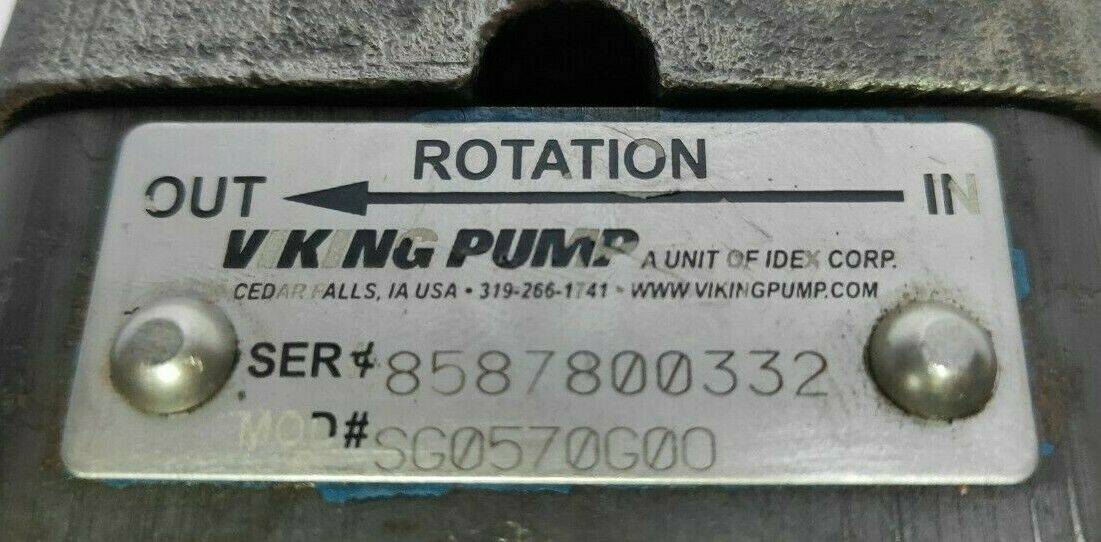 ROTATION
OUT IN
VIKING PUMP A UNIT OF IDEX CORP.
CEDAR FALLS, IA USA • 319-266-1741 • WWW.VIKINGPUMP.COM
SER # 8587800332
MOD# SG0570G00